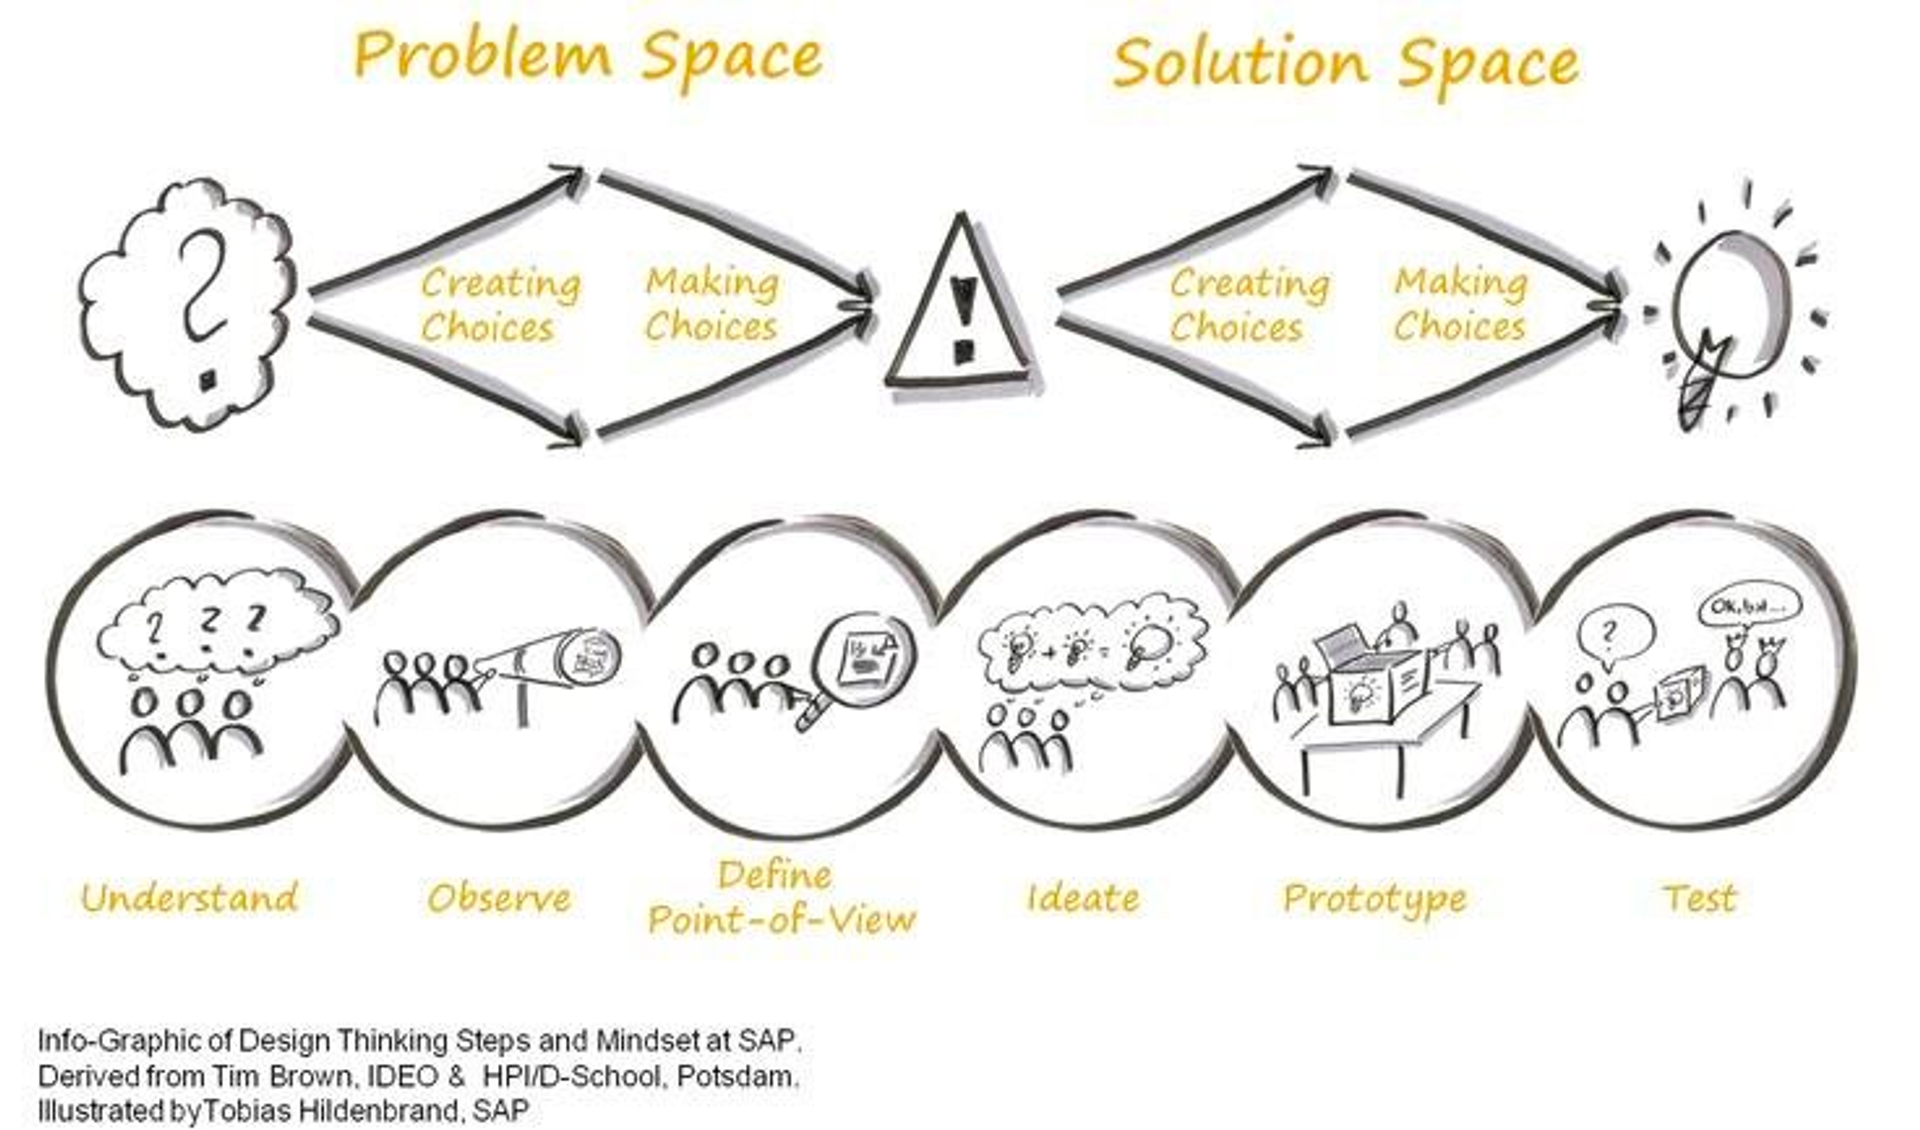 Problem Space
Solution Space
?
Creating
Choices
Making
Choices
!
Creating
Choices
Making
Choices
? ? ?
+ =
?
Ok, but...
Understand
Observe
Define
Point-of-View
Ideate
Prototype
Test
Info-Graphic of Design Thinking Steps and Mindset at SAP.
Derived from Tim Brown, IDEO & HPI/D-School, Potsdam.
Illustrated by Tobias Hildenbrand, SAP